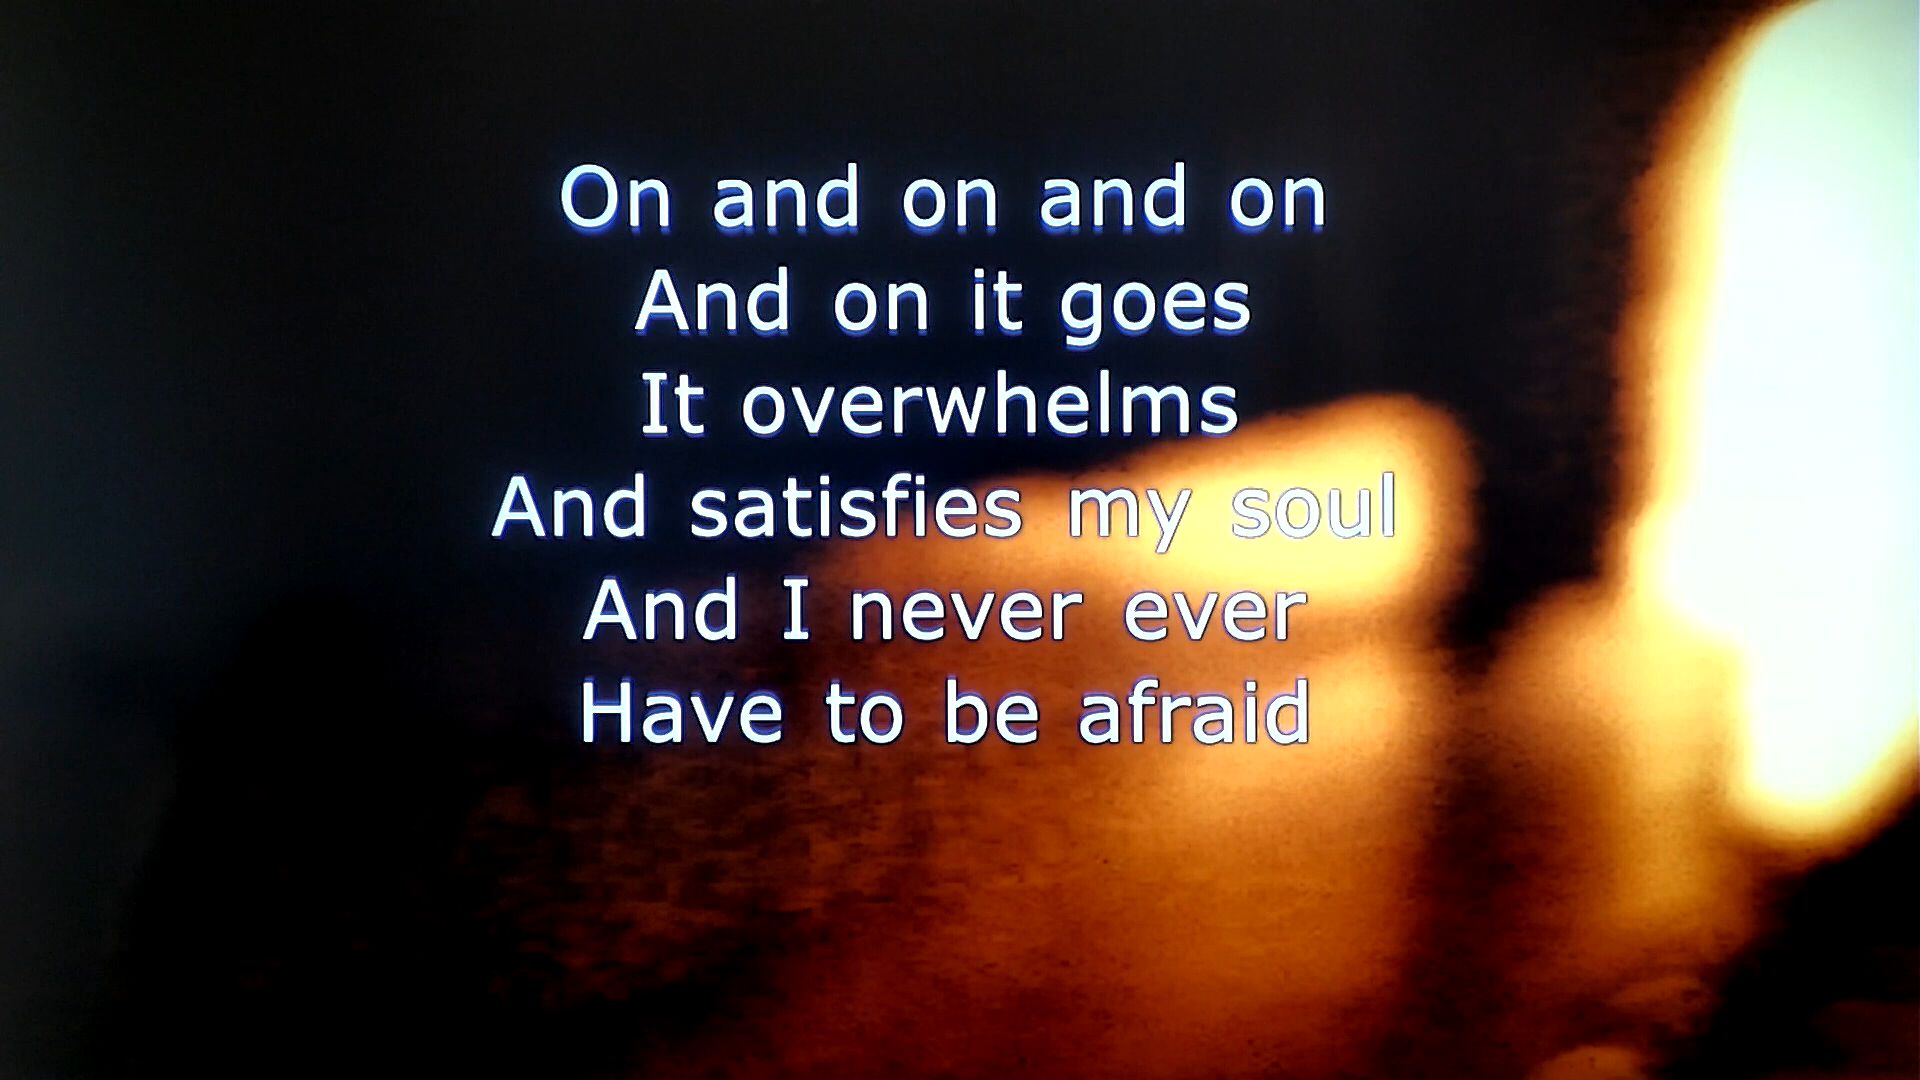 On and on and on
And on it goes
It overwhelms
And satisfies my soul
And I never ever
Have to be afraid